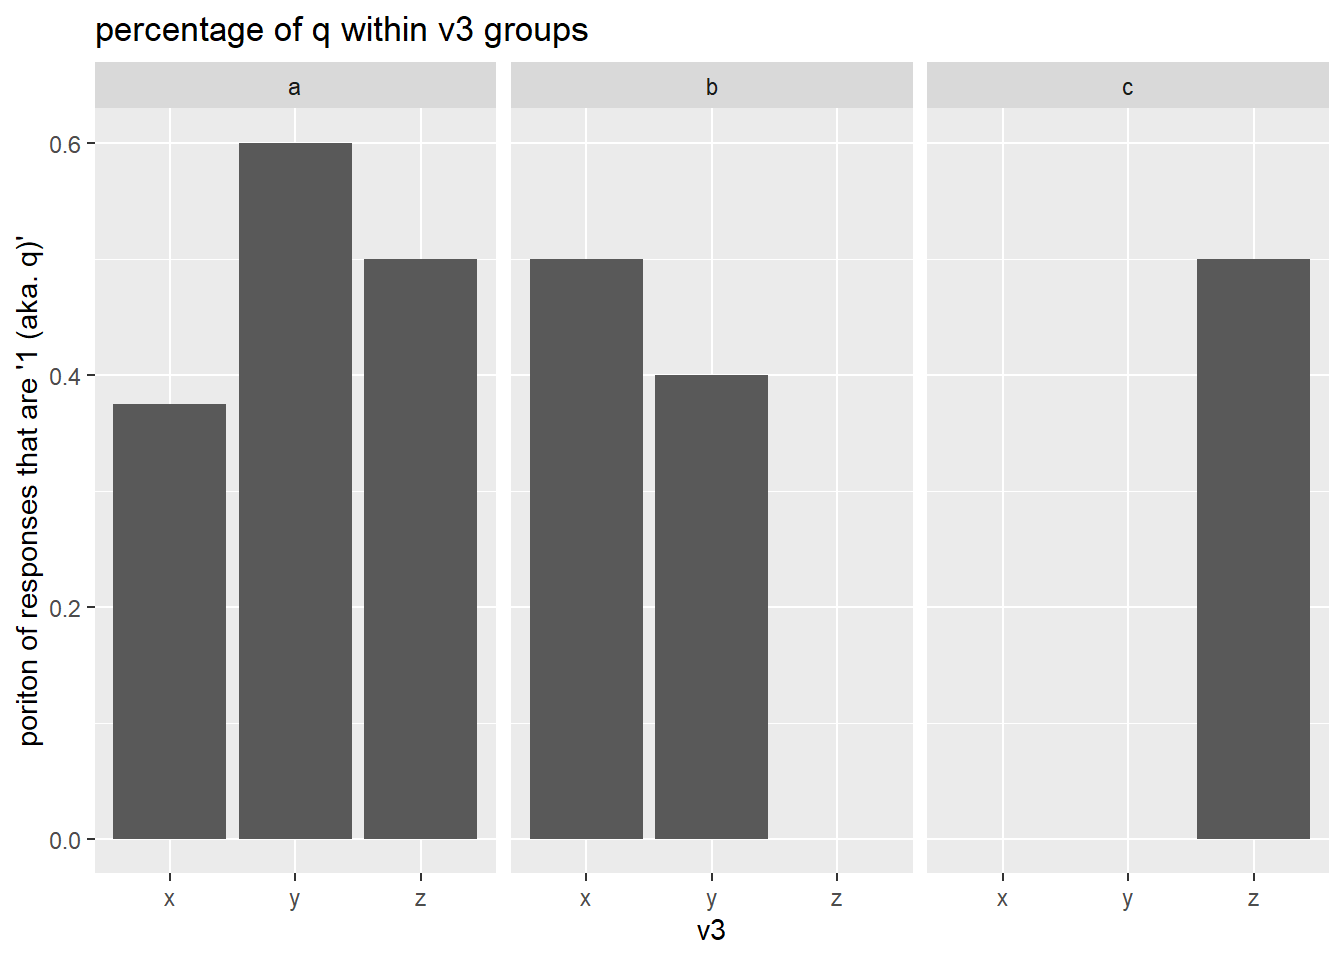 percentage of q within v3 groups
a
b
c
poriton of responses that are '1 (aka. q)'
0.6
0.4
0.2
0.0
x
y
z
x
y
z
x
y
z
v3